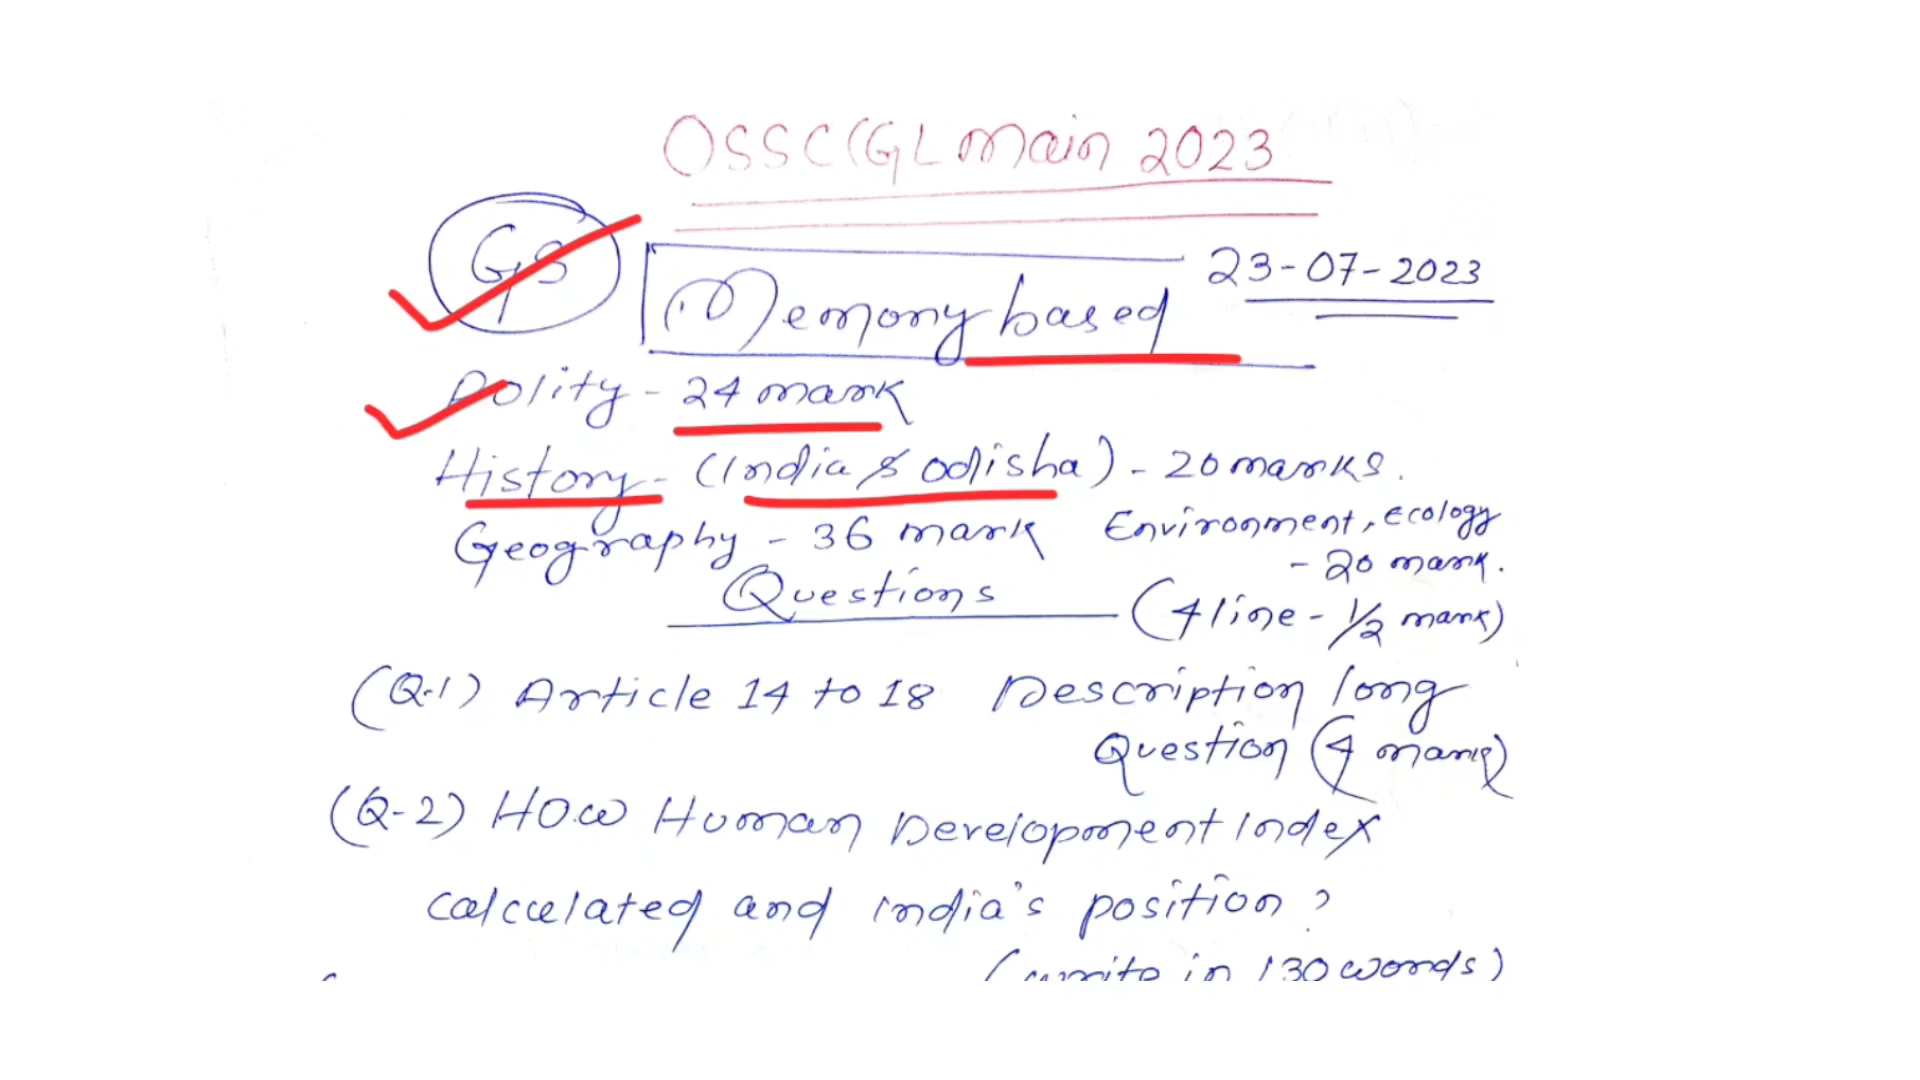 OSSC CGL Main 2023
GS
23-07-2023
Memory based
Polity - 24 mark
History - (India & Odisha) - 20 marks.
Geography - 36 mark Environment, ecology
- 20 mark.
Questions
(4 line - 1/2 mark)
(Q.1) Article 14 to 18 Description long
Question (4 mark)
(Q-2) How Human Development Index
calculated and india's position?
(write in 130 words)